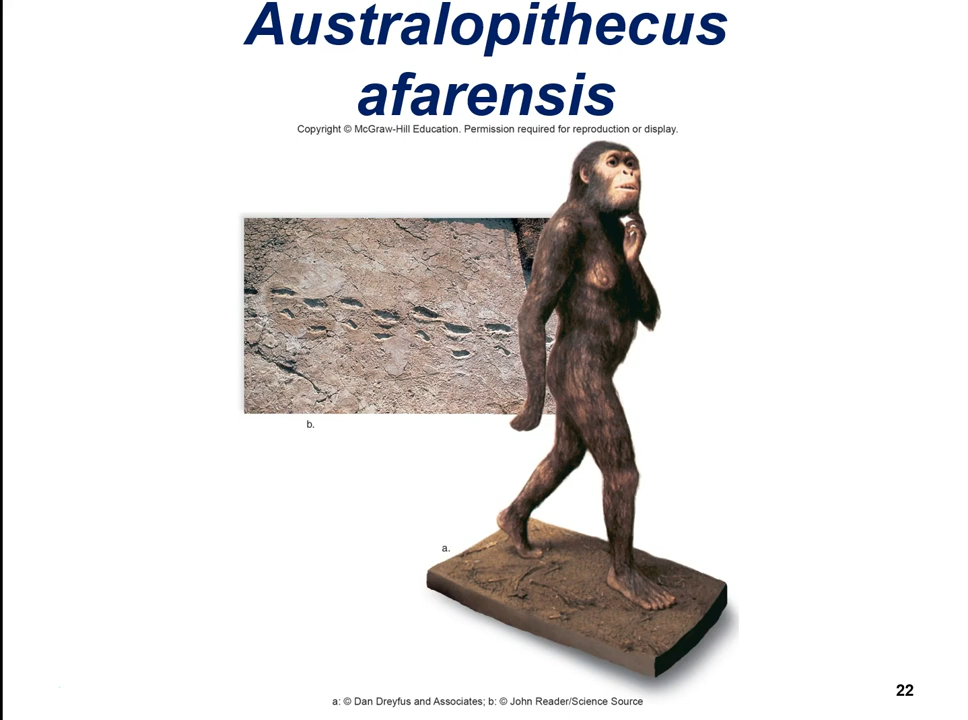 Australopithecus
afarensis
Copyright © McGraw-Hill Education. Permission required for reproduction or display.
b.
a.
a: © Dan Dreyfus and Associates; b: © John Reader/Science Source
22